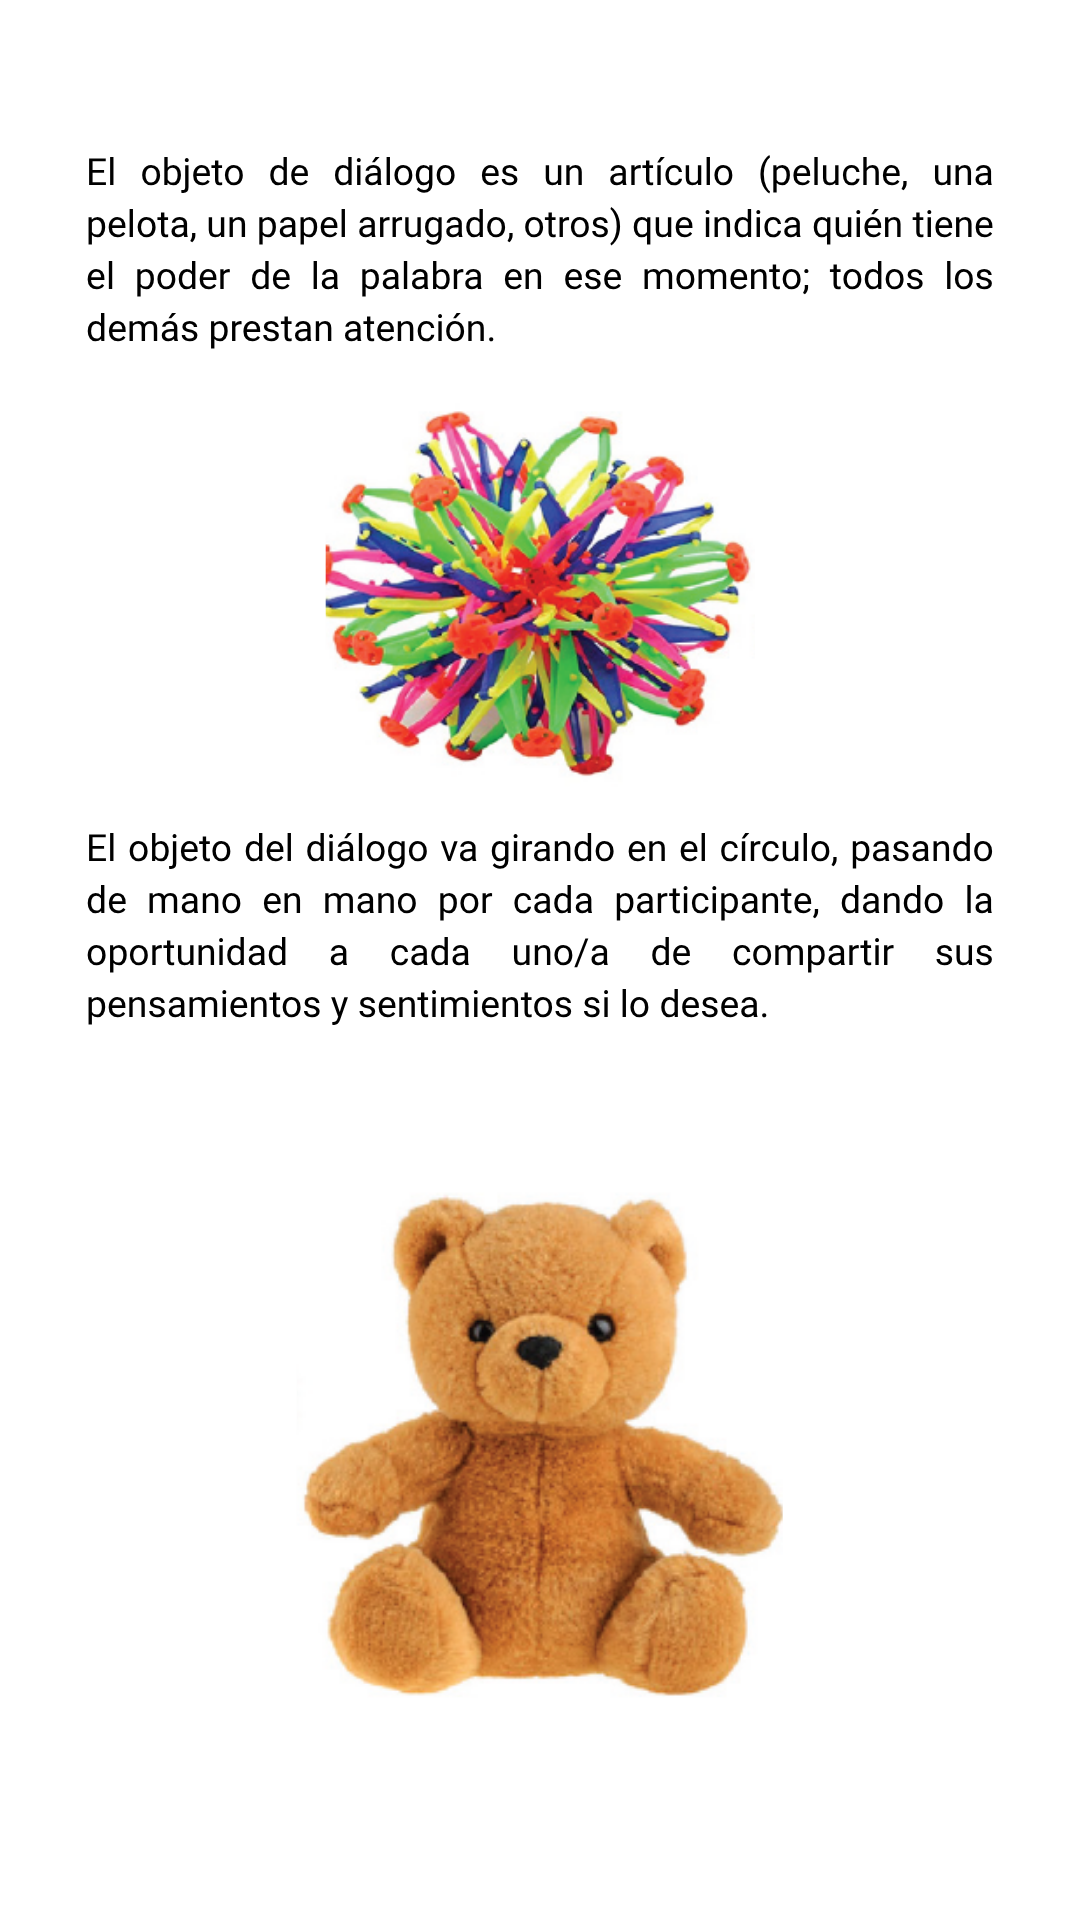 El objeto de diálogo es un artículo (peluche, una
pelota, un papel arrugado, otros) que indica quién tiene
el poder de la palabra en ese momento; todos los
demás prestan atención.
El objeto del diálogo va girando en el círculo, pasando
de mano en mano por cada participante, dando la
oportunidad a cada uno/a de compartir sus
pensamientos y sentimientos si lo desea.